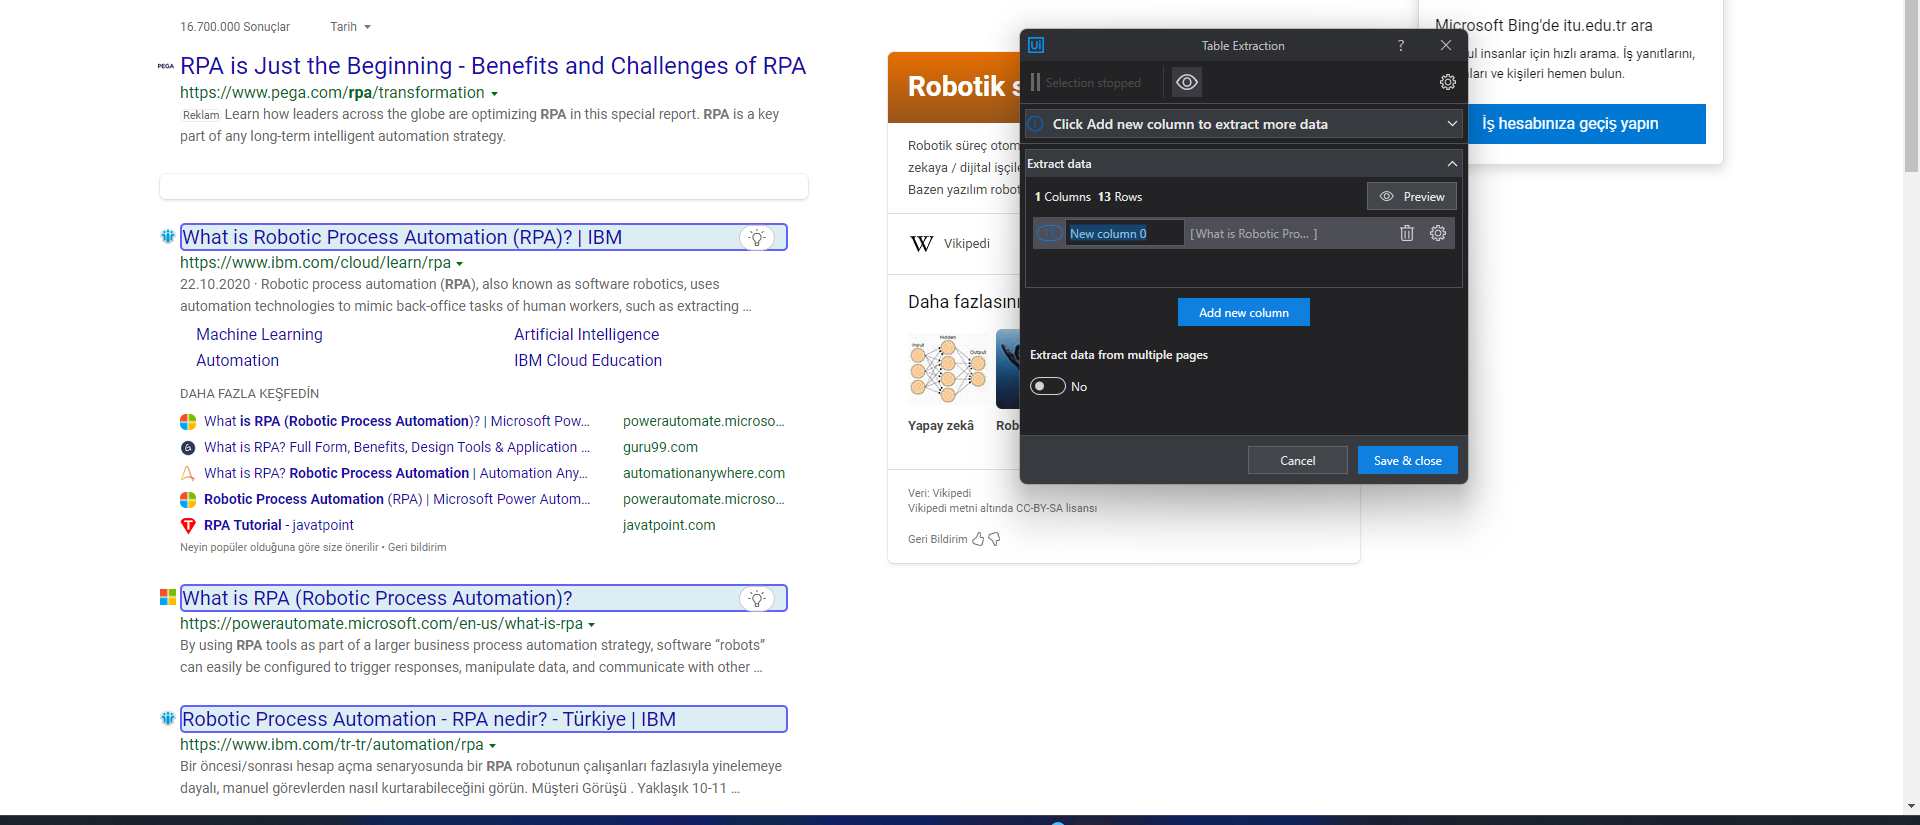 16.700.000 Sonuçlar
Tarih
PEGA
RPA is Just the Beginning - Benefits and Challenges of RPA
https://www.pega.com/rpa/transformation
Reklam Learn how leaders across the globe are optimizing RPA in this special report. RPA is a key
part of any long-term intelligent automation strategy.
What is Robotic Process Automation (RPA)? | IBM
https://www.ibm.com/cloud/learn/rpa
22.10.2020 · Robotic process automation (RPA), also known as software robotics, uses
automation technologies to mimic back-office tasks of human workers, such as extracting ...
Machine Learning
Artificial Intelligence
Automation
IBM Cloud Education
DAHA FAZLA KEŞFEDİN
What is RPA (Robotic Process Automation)? | Microsoft Pow...
powerautomate.microso...
What is RPA? Full Form, Benefits, Design Tools & Application ...
guru99.com
What is RPA? Robotic Process Automation | Automation Any...
automationanywhere.com
Robotic Process Automation (RPA) | Microsoft Power Autom...
powerautomate.microso...
RPA Tutorial - javatpoint
javatpoint.com
Neyin popüler olduğuna göre size önerilir • Geri bildirim
What is RPA (Robotic Process Automation)?
https://powerautomate.microsoft.com/en-us/what-is-rpa
By using RPA tools as part of a larger business process automation strategy, software “robots”
can easily be configured to trigger responses, manipulate data, and communicate with other ...
Robotic Process Automation - RPA nedir? - Türkiye | IBM
https://www.ibm.com/tr-tr/automation/rpa
Bir öncesi/sonrası hesap açma senaryosunda bir RPA robotunun çalışanları fazlasıyla yinelemeye
dayalı, manuel görevlerden nasıl kurtarabileceğini görün. Müşteri Görüşü . Yaklaşık 10-11 ...
Robotik s
Robotik süreç otom
zekaya / dijital işçile
Bazen yazılım robot
W Vikipedi
Daha fazlasını
Input
Hidden
Output
Yapay zekâ
Rob
Veri: Vikipedi
Vikipedi metni altında CC-BY-SA lisansı
Geri Bildirim
Ui
Table Extraction
?
Selection stopped
Click Add new column to extract more data
Extract data
1 Columns 13 Rows
Preview
13
New column 0
[ What is Robotic Pro... ]
Add new column
Extract data from multiple pages
No
Cancel
Save & close
Microsoft Bing'de itu.edu.tr ara
ul insanlar için hızlı arama. İş yanıtlarını,
ları ve kişileri hemen bulun.
İş hesabınıza geçiş yapın